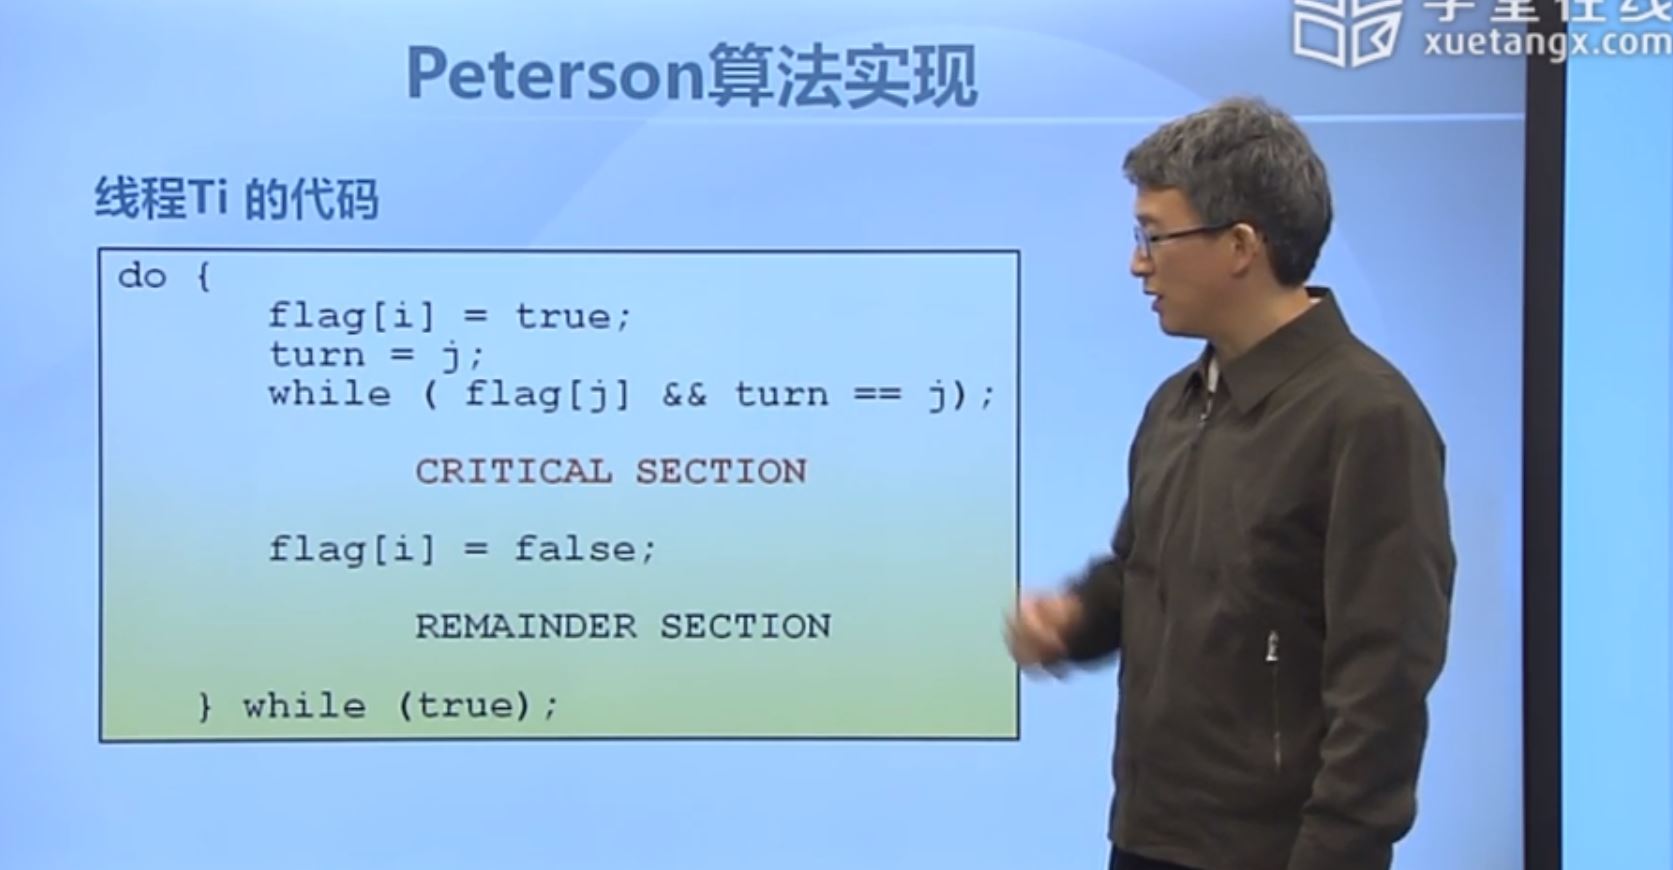 学堂在线
xuetangx.com
Peterson算法实现
线程Ti 的代码
do {
flag[i] = true;
turn = j;
while ( flag[j] && turn == j);
CRITICAL SECTION
flag[i] = false;
REMAINDER SECTION
} while (true);